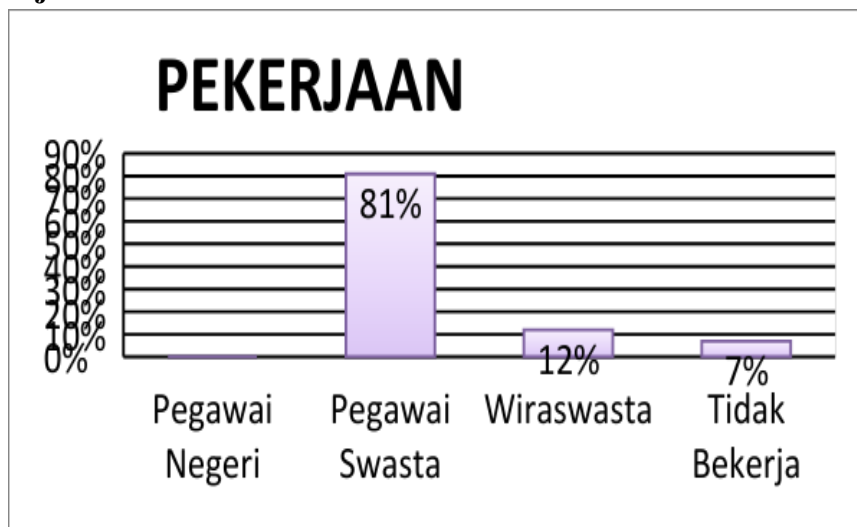 PEKERJAAN
90%
80%
70%
60%
50%
40%
30%
20%
10%
0%
81%
12%
7%
Pegawai Negeri
Pegawai Swasta
Wiraswasta
Tidak Bekerja